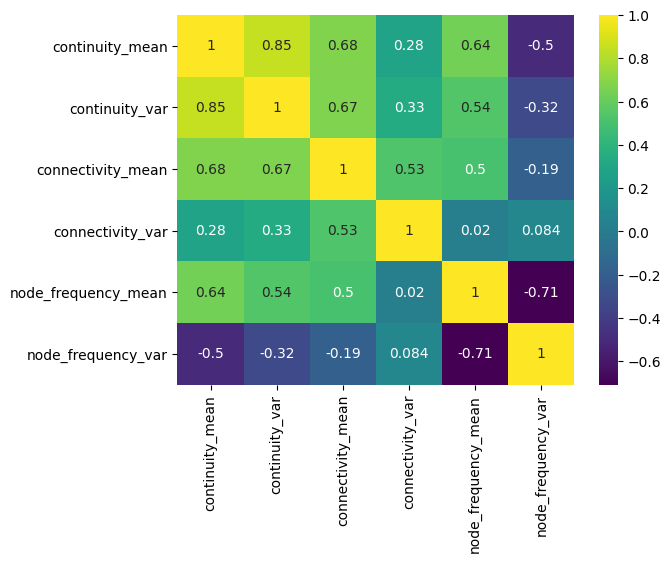 continuity_mean 1 0.85 0.68 0.28 0.64 -0.5
continuity_var 0.85 1 0.67 0.33 0.54 -0.32
connectivity_mean 0.68 0.67 1 0.53 0.5 -0.19
connectivity_var 0.28 0.33 0.53 1 0.02 0.084
node_frequency_mean 0.64 0.54 0.5 0.02 1 -0.71
node_frequency_var -0.5 -0.32 -0.19 0.084 -0.71 1
continuity_mean
continuity_var
connectivity_mean
connectivity_var
node_frequency_mean
node_frequency_var
1.0
0.8
0.6
0.4
0.2
0.0
−0.2
−0.4
−0.6